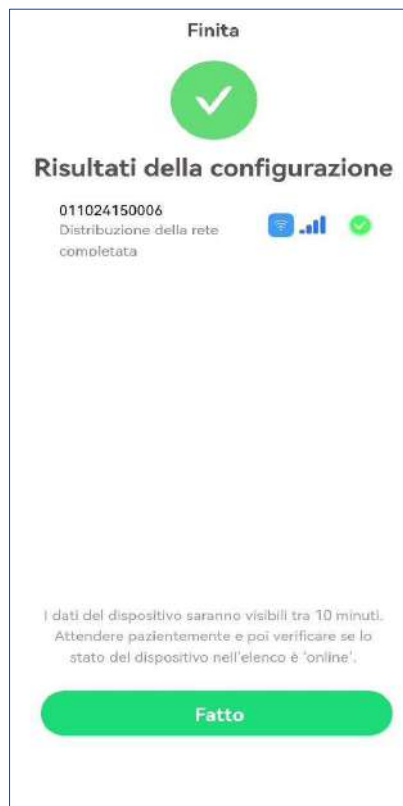 Finita
Risultati della configurazione
011024150006
Distribuzione della rete
completata
I dati del dispositivo saranno visibili tra 10 minuti.
Attendere pazientemente e poi verificare se lo
stato del dispositivo nell'elenco è 'online'.
Fatto